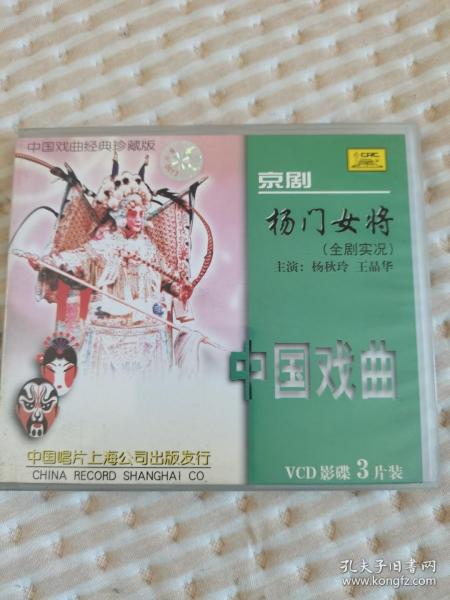 中国戏曲经典珍藏版
CRC
京剧
杨门女将
(全剧实况)
主演: 杨秋玲 王晶华
中国戏曲
中国唱片上海公司出版发行
CHINA RECORD SHANGHAI CO
VCD 影碟 3 片装
孔夫子旧书网
www.kongfz.com